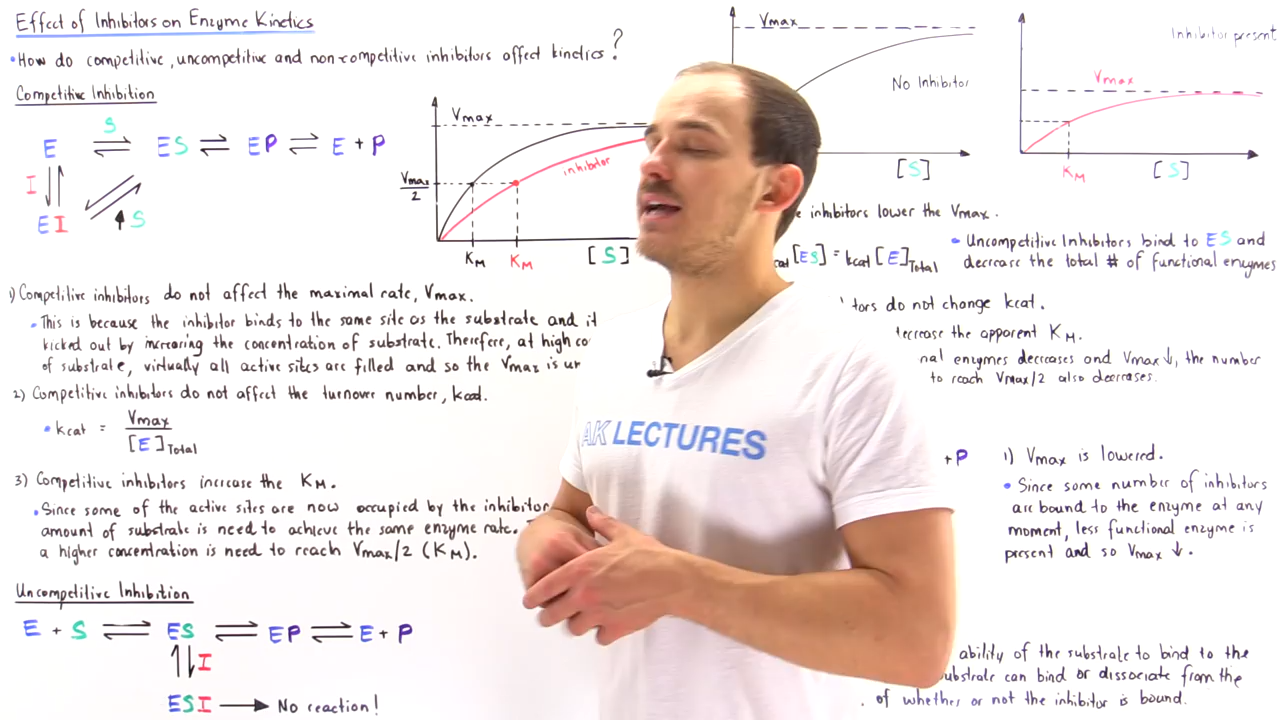 Effect of Inhibitors on Enzyme Kinetics
• How do competitive, uncompetitive and non-competitive inhibitors affect kinetics?
Competitive Inhibition
S
E ⇌ ES ⇌ EP ⇌ E + P
I
EI
↑ S
Vmax
Vmax/2
inhibitor
KM KM [S]
1) Competitive inhibitors do not affect the maximal rate, Vmax.
• This is because the inhibitor binds to the same site as the substrate and it
kicked out by increasing the concentration of substrate. Therefore, at high
of substrate, virtually all active sites are filled and so the Vmax is
2) Competitive inhibitors do not affect the turnover number, kcat.
• kcat = Vmax
[E]Total
3) Competitive inhibitors increase the KM.
• Since some of the active sites are now occupied by the inhibitor
amount of substrate is need to achieve the same enzyme rate.
a higher concentration is need to reach Vmax/2 (KM).
Uncompetitive Inhibition
E + S ⇌ ES ⇌ EP ⇌ E + P
I
ESI → No reaction!
Vmax
No Inhibitor
[S]
Inhibitor present
Vmax
KM [S]
inhibitors lower the Vmax.
kcat [ES] = kcat [E]Total
• Uncompetitive Inhibitors bind to ES and
decrease the total # of functional enzymes
do not change kcat.
decrease the apparent KM.
enzymes decreases and Vmax ↓, the number
to reach Vmax/2 also decreases.
+ P
1) Vmax is lowered.
• Since some number of inhibitors
are bound to the enzyme at any
moment, less functional enzyme is
present and so Vmax ↓.
ability of the substrate to bind to the
substrate can bind or dissociate from the
of whether or not the inhibitor is bound.
AK LECTURES